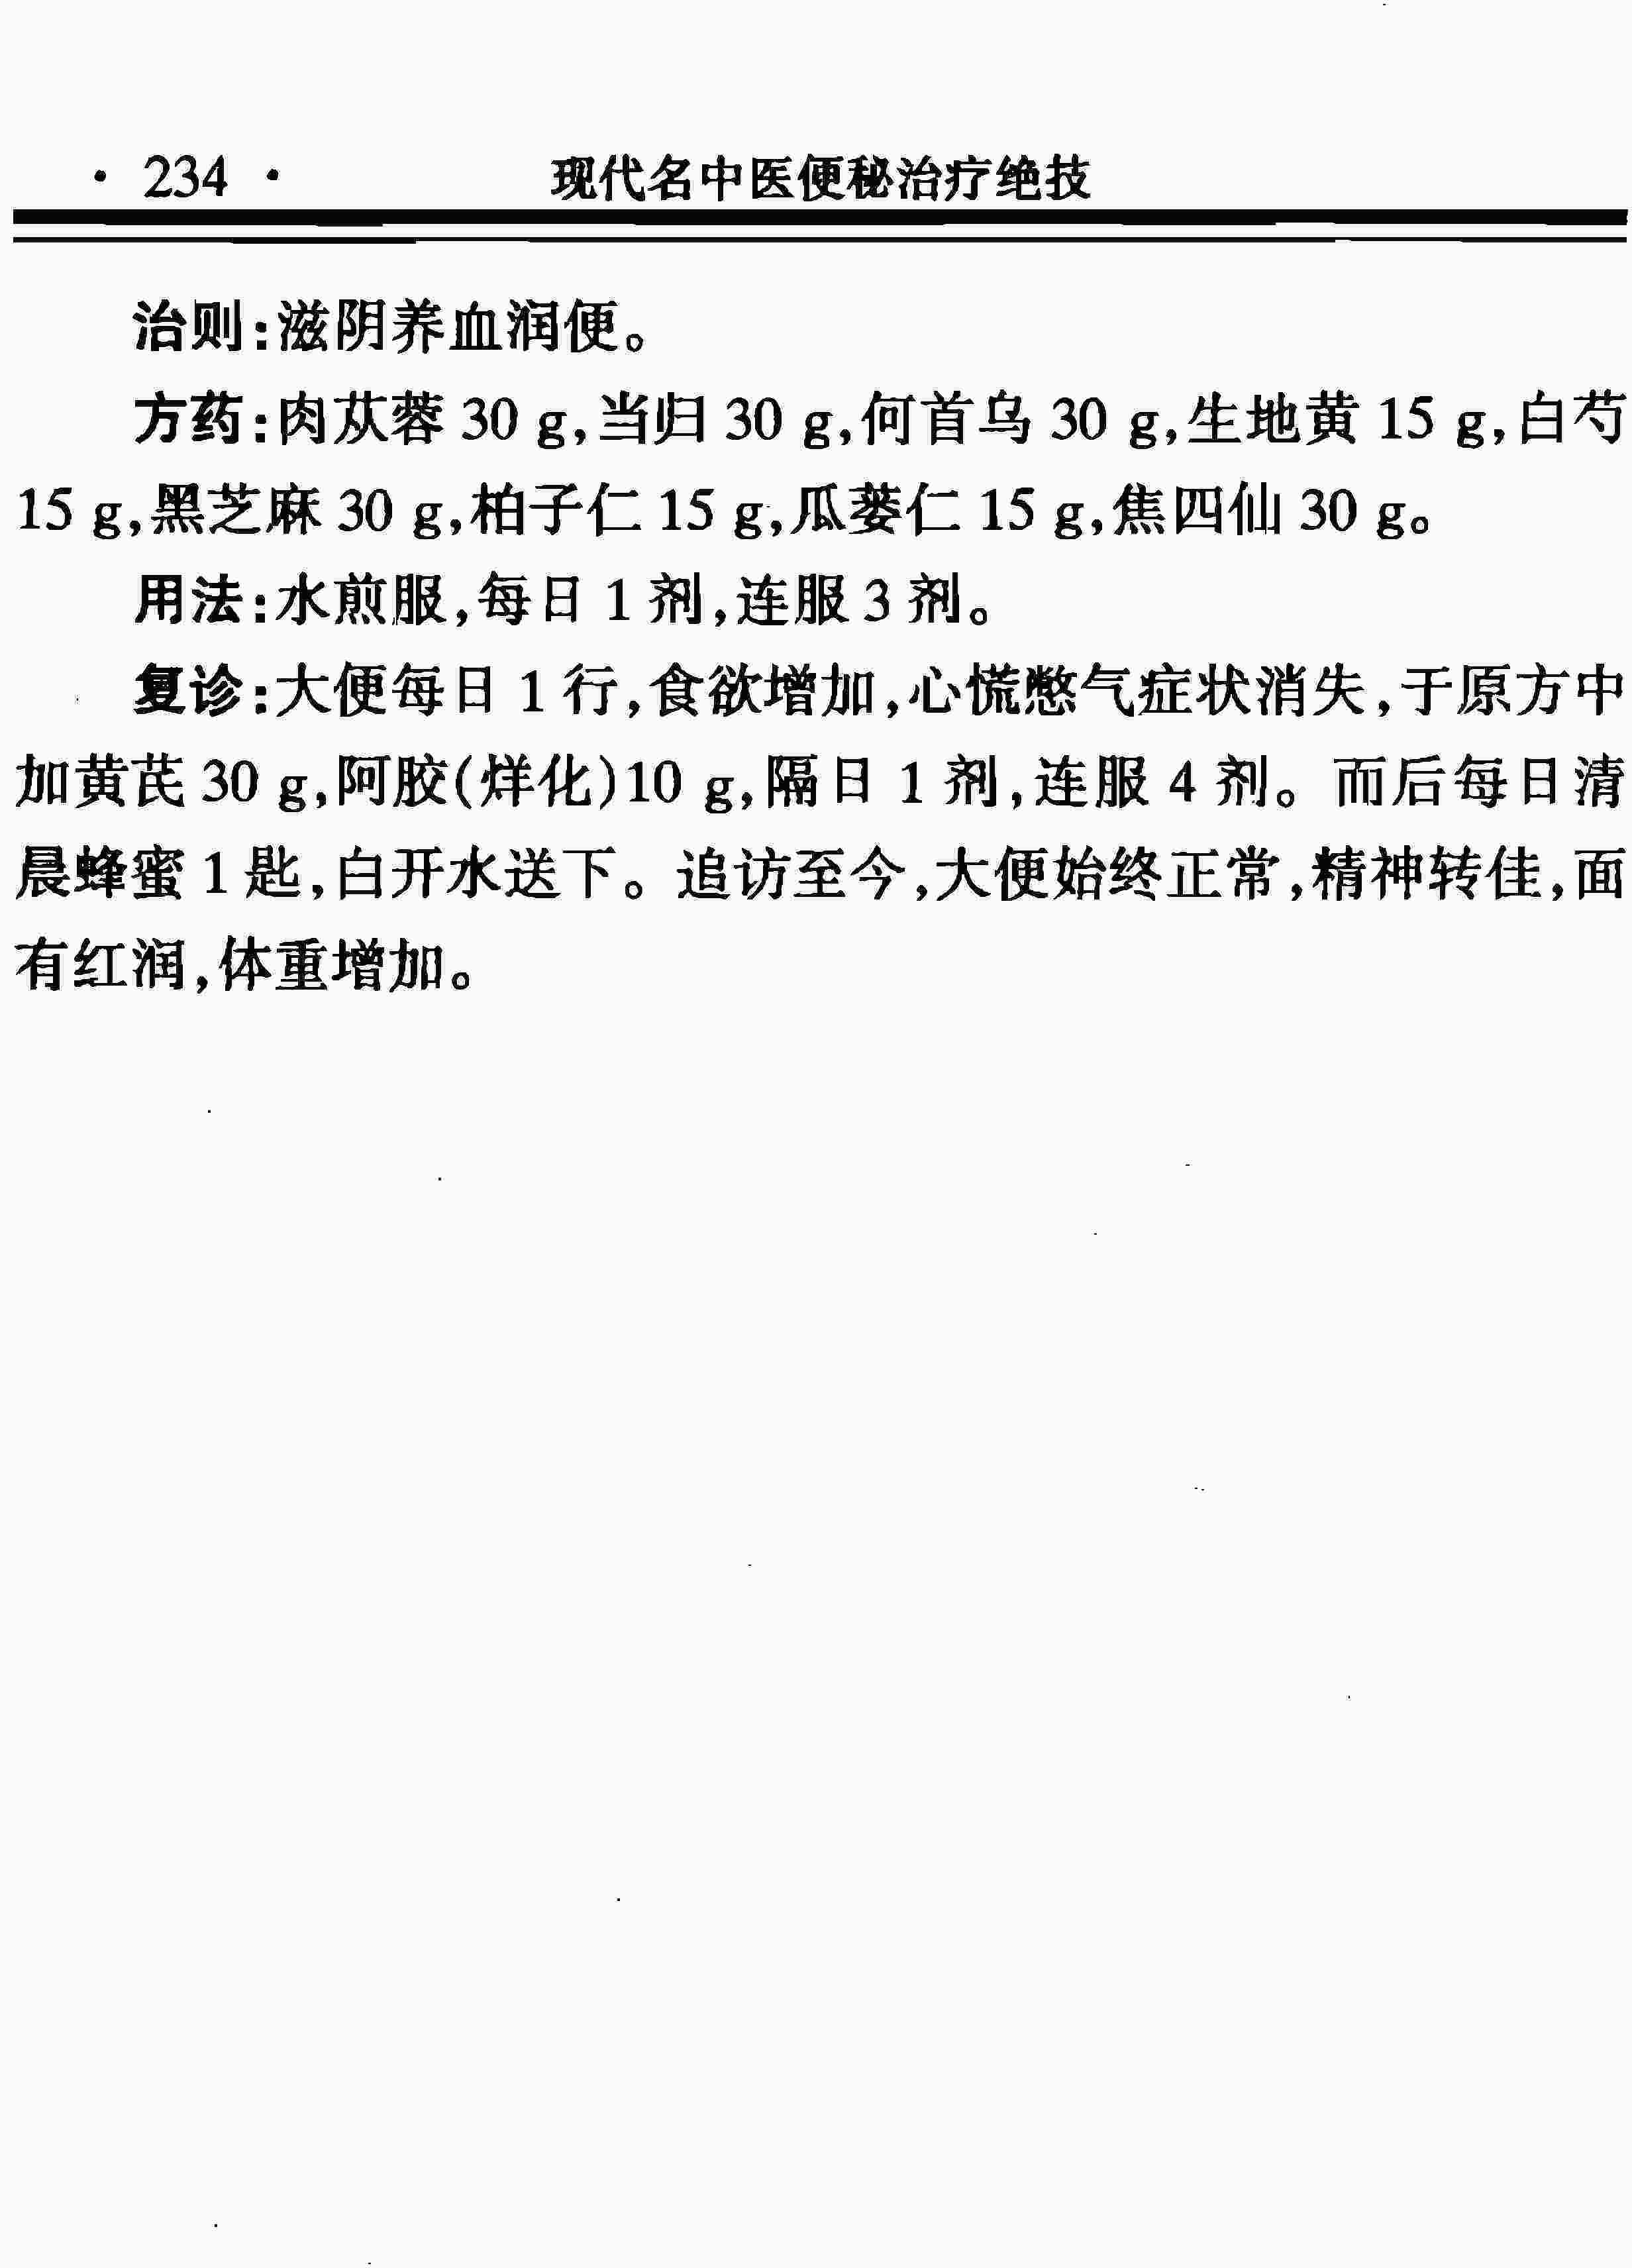 · 234 · 现代名中医便秘治疗绝技
治则:滋阴养血润便。
方药:肉苁蓉 30 g,当归 30 g,何首乌 30 g,生地黄 15 g,白芍
15 g,黑芝麻 30 g,柏子仁 15 g,瓜蒌仁 15 g,焦四仙 30 g。
用法:水煎服,每日 1 剂,连服 3 剂。
复诊:大便每日 1 行,食欲增加,心慌憋气症状消失,于原方中
加黄芪 30 g,阿胶(烊化)10 g,隔日 1 剂,连服 4 剂。而后每日清
晨蜂蜜 1 匙,白开水送下。追访至今,大便始终正常,精神转佳,面
有红润,体重增加。